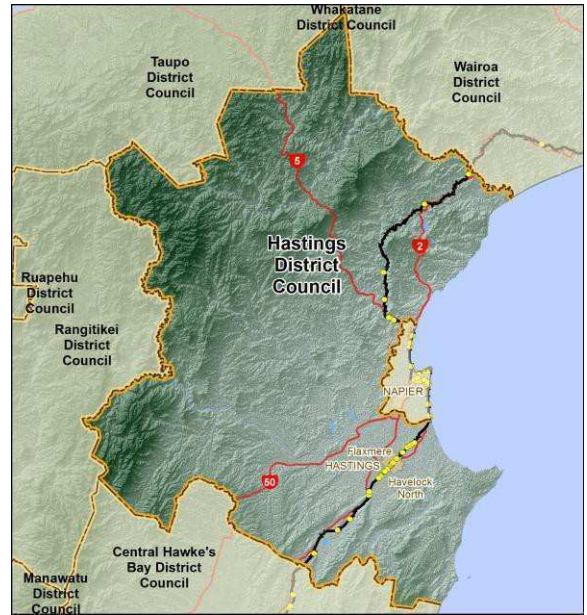 Whakatane
District Council
Taupo
District
Council
Wairoa
District
Council
5
Hastings
District
Council
2
Ruapehu
District
Council
Rangitikei
District
Council
NAPIER
Flaxmere
HASTINGS
Havelock
North
50
Central Hawke's
Bay District
Council
Manawatu
District
Council